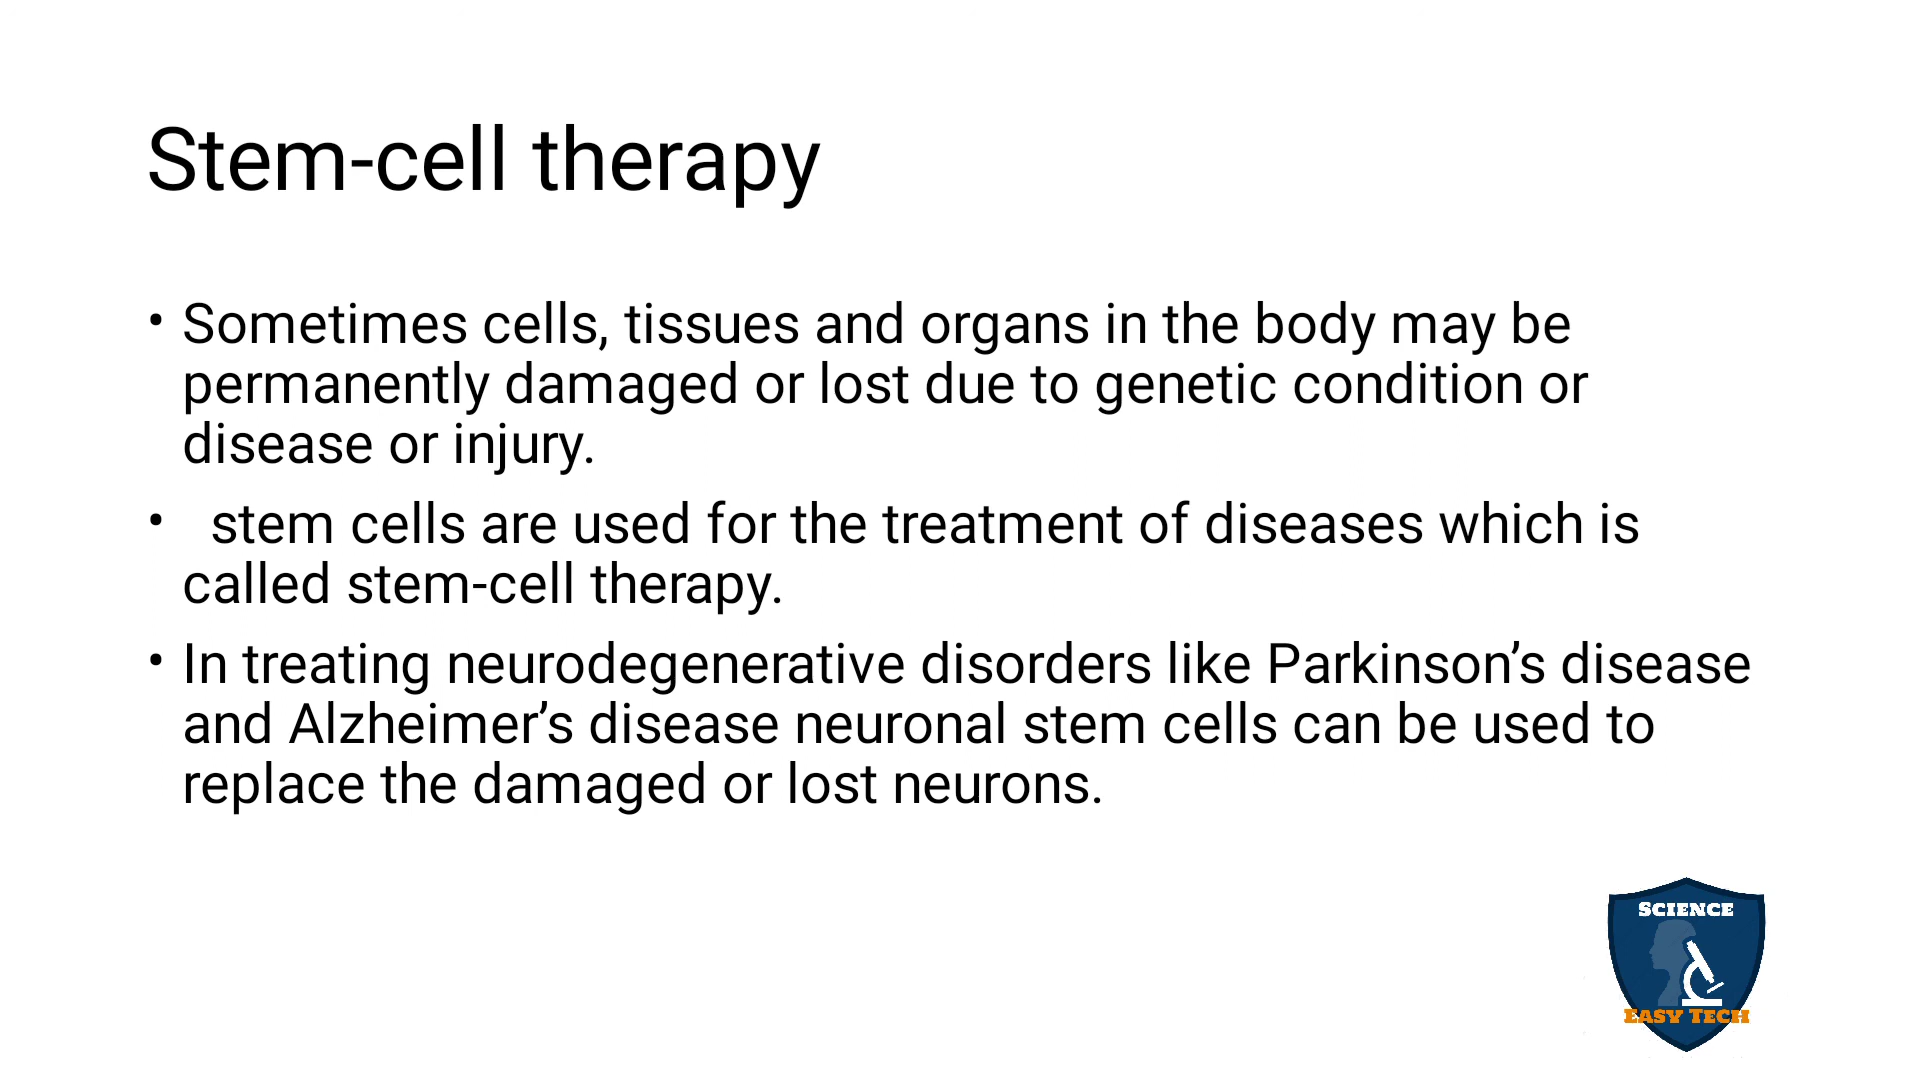 Stem-cell therapy
• Sometimes cells, tissues and organs in the body may be
permanently damaged or lost due to genetic condition or
disease or injury.
• stem cells are used for the treatment of diseases which is
called stem-cell therapy.
• In treating neurodegenerative disorders like Parkinson’s disease
and Alzheimer’s disease neuronal stem cells can be used to
replace the damaged or lost neurons.
SCIENCE
EASY TECH